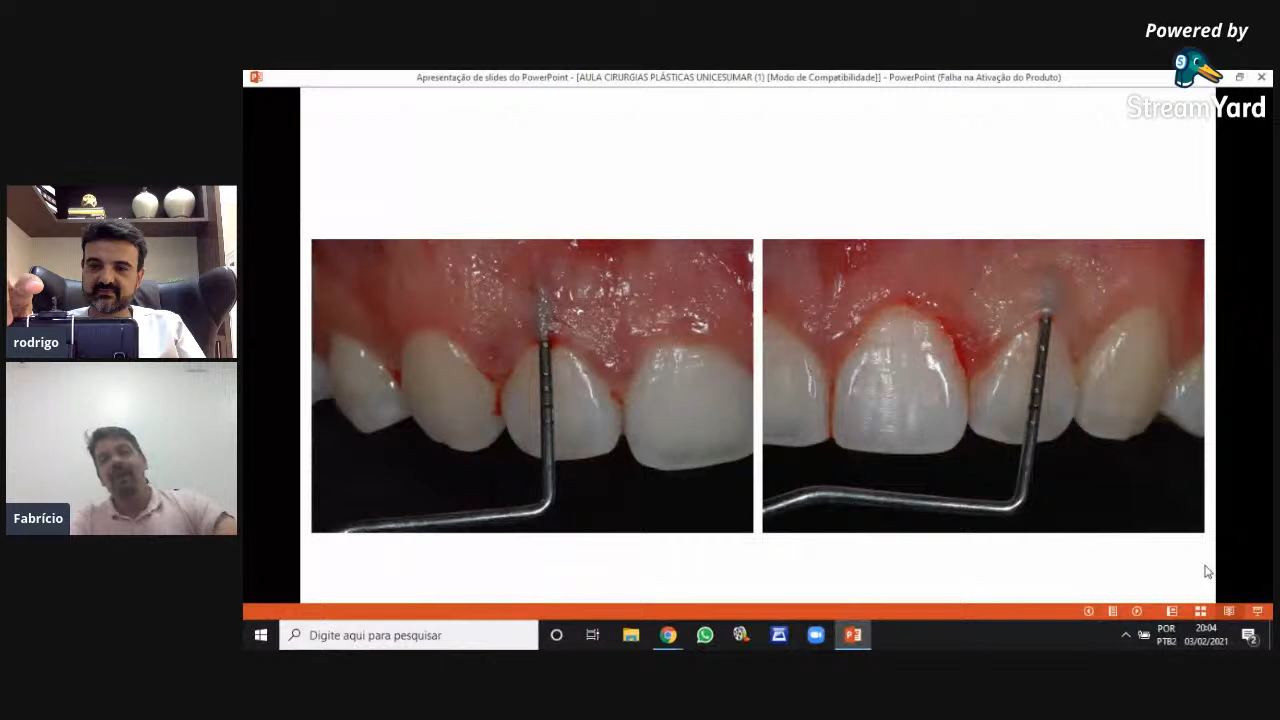 Powered by
StreamYard
Apresentação de slides do PowerPoint - [AULA CIRURGIAS PLÁSTICAS UNICESUMAR (1) [Modo de Compatibilidade]] - PowerPoint (Falha na Ativação do Produto)
rodrigo
Fabrício
Digite aqui para pesquisar
POR
PTB2
20:04
03/02/2021
2